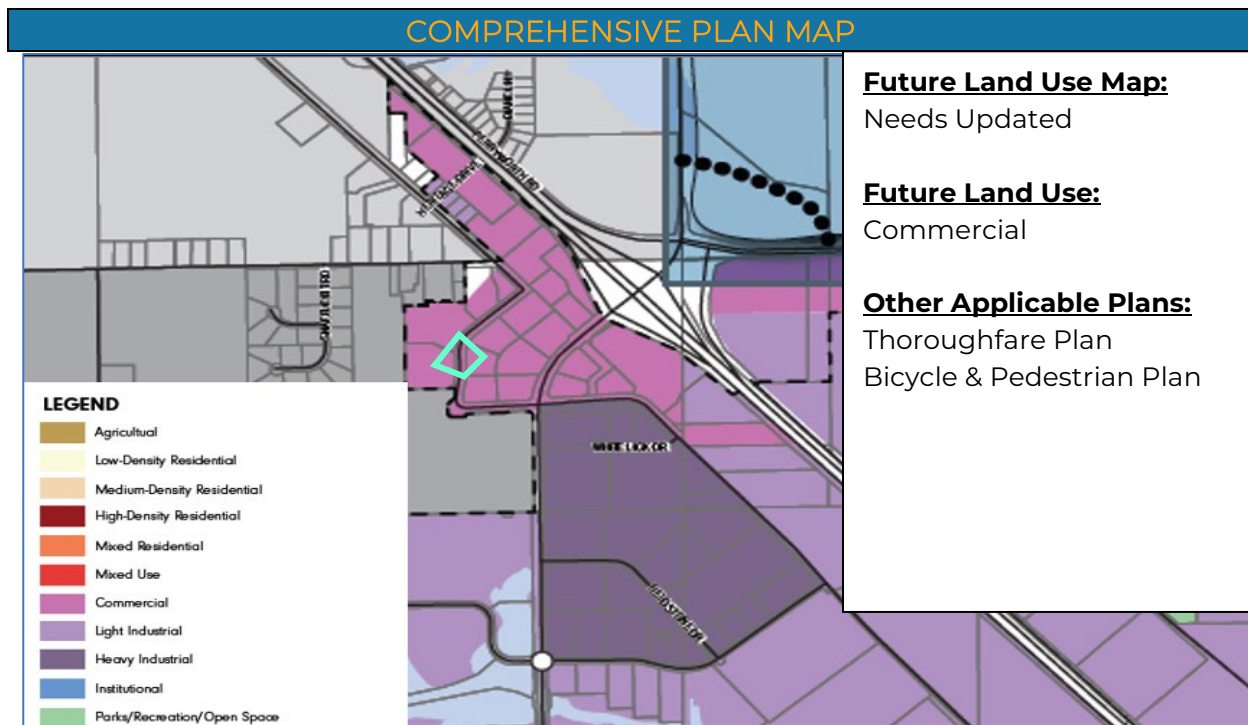 COMPREHENSIVE PLAN MAP
Future Land Use Map:
Needs Updated
Future Land Use:
Commercial
Other Applicable Plans:
Thoroughfare Plan
Bicycle & Pedestrian Plan
WHITE LICK DR
LEGEND
Agricultual
Low-Density Residential
Medium-Density Residential
High-Density Residential
Mixed Residential
Mixed Use
Commercial
Light Industrial
Heavy Industrial
Institutional
Parks/Recreation/Open Space